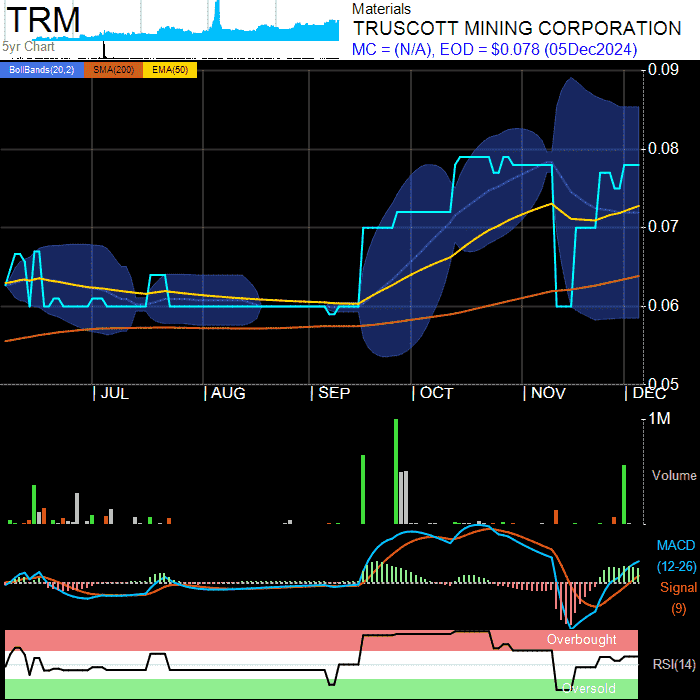 TRM
5yr Chart
Materials
TRUSCOTT MINING CORPORATION
MC = (N/A), EOD = $0.078 (05Dec2024)
BollBands(20,2) SMA(200) EMA(50)
0.09
0.08
0.07
0.06
0.05
JUL AUG SEP OCT NOV DEC
1M
Volume
MACD
(12-26)
Signal
(9)
Overbought
RSI(14)
Oversold